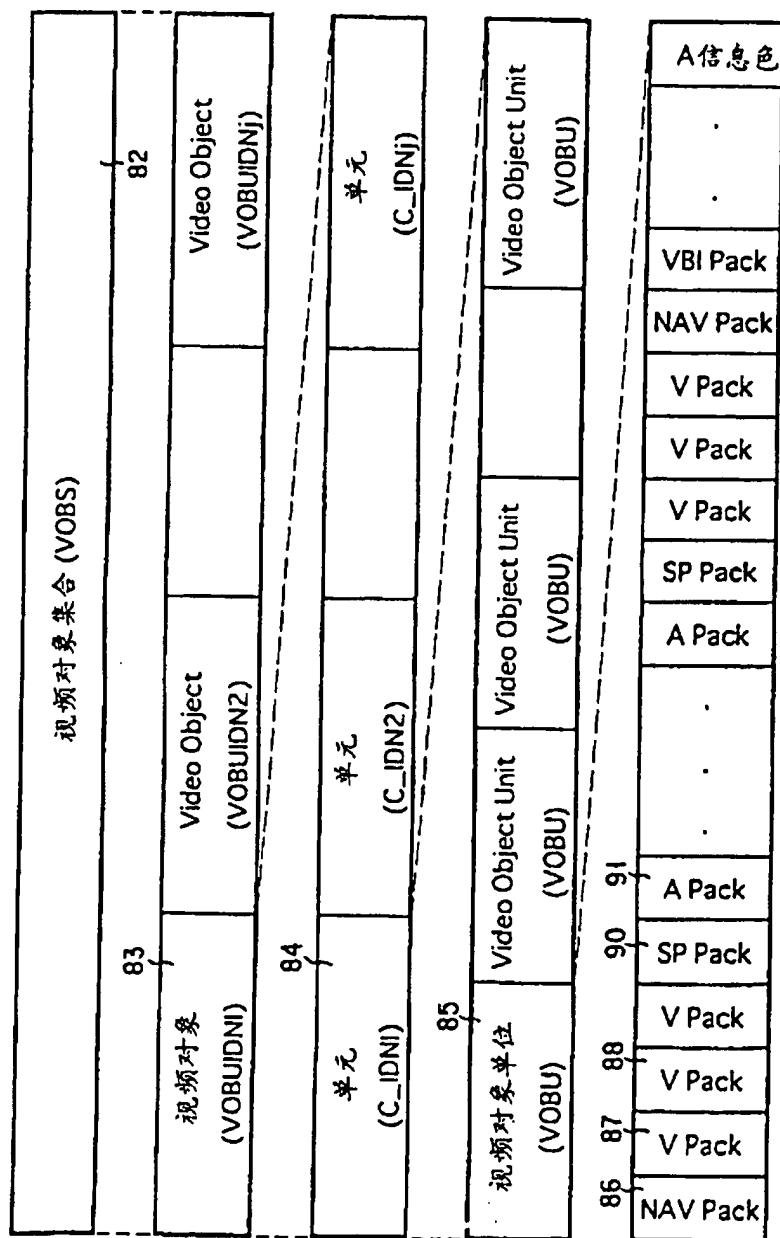 视频对象集合 (VOBS)
82
83
视频对象
(VOBUIDN1)
Video Object
(VOBUIDN2)
Video Object
(VOBUIDNj)
84
单元
(C_IDN1)
单元
(C_IDN2)
单元
(C_IDNj)
85
视频对象单位
(VOBU)
Video Object Unit
(VOBU)
Video Object Unit
(VOBU)
Video Object Unit
(VOBU)
86
87
88
90
91
NAV Pack
V Pack
V Pack
V Pack
SP Pack
A Pack
. . .
A Pack
SP Pack
V Pack
V Pack
V Pack
NAV Pack
VBI Pack
. .
A信息色